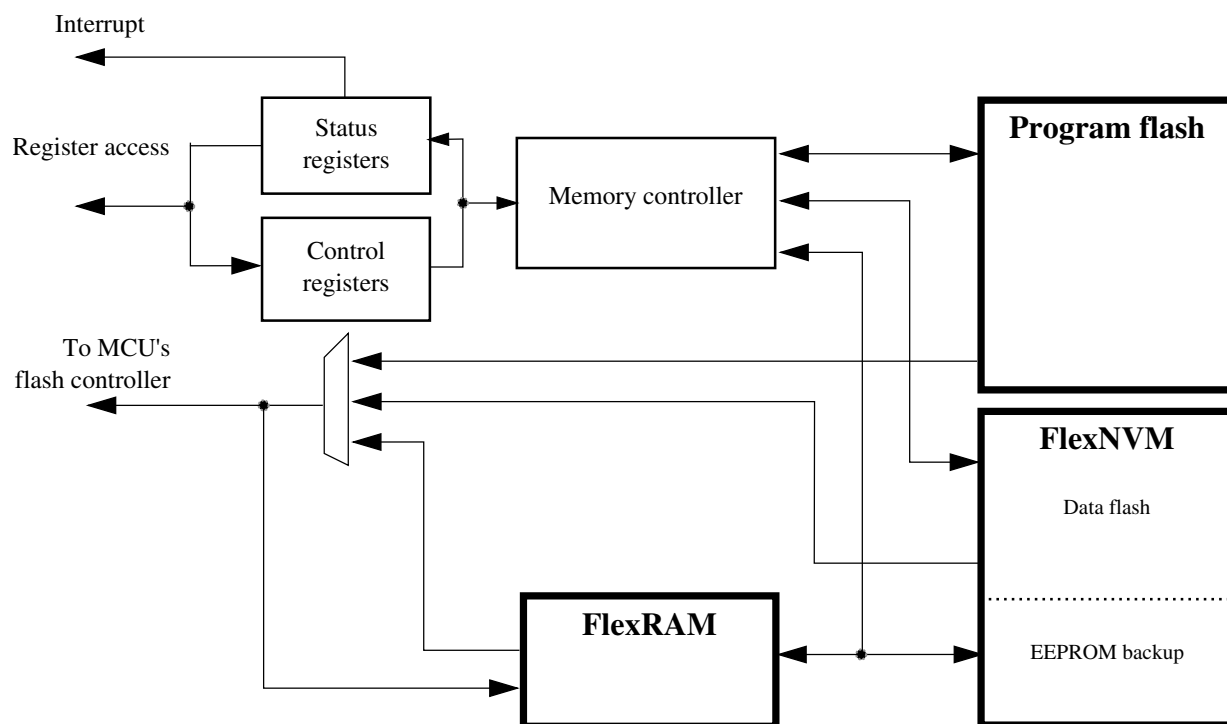 Interrupt
Register access
Status
registers
Control
registers
Memory controller
Program flash
To MCU's
flash controller
FlexNVM
Data flash
EEPROM backup
FlexRAM